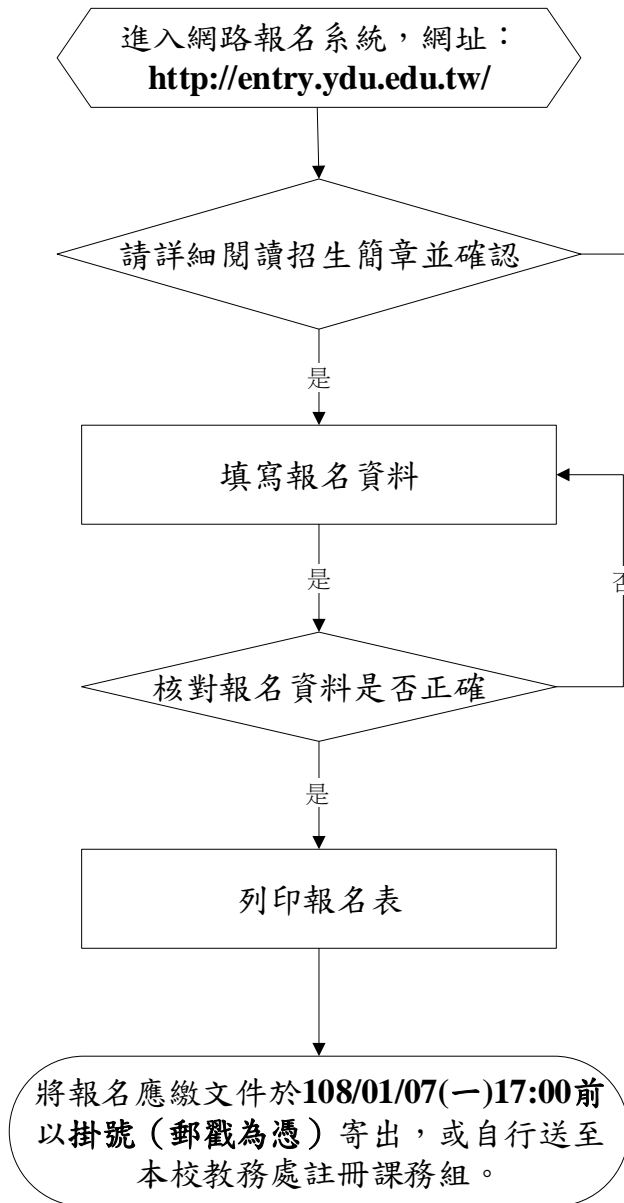 進入網路報名系統，網址：
http://entry.ydu.edu.tw/
請詳細閱讀招生簡章並確認
是
填寫報名資料
是
否
核對報名資料是否正確
是
列印報名表
將報名應繳文件於108/01/07(一)17:00前
以掛號（郵戳為憑）寄出，或自行送至
本校教務處註冊課務組。